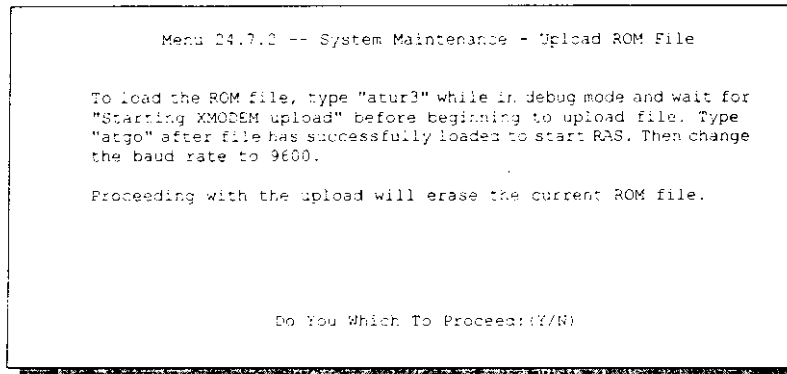 Menu 24.7.2 -- System Maintenance - Upload ROM File
To load the ROM file, type "atur3" while in debug mode and wait for
"Starting XMODEM upload" before beginning to upload file. Type
"atgo" after file has successfully loaded to start RAS. Then change
the baud rate to 9600.
Proceeding with the upload will erase the current ROM file.
Do You Which To Proceed:(Y/N)